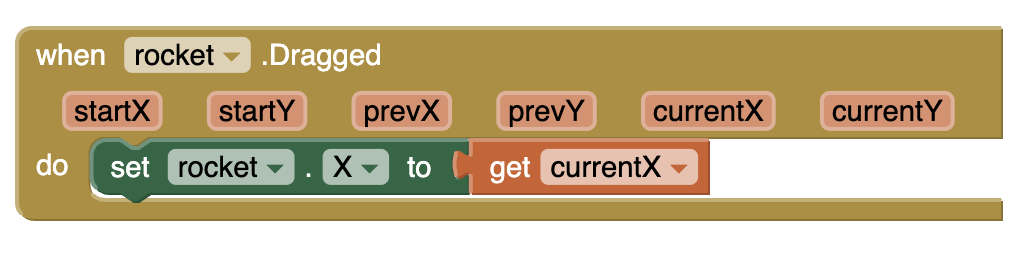 when rocket .Dragged
startX startY prevX prevY currentX currentY
do set rocket . X to get currentX